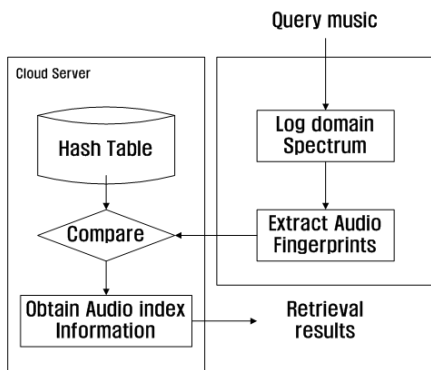 Query music
Cloud Server
Hash Table
Log domain
Spectrum
Compare
Extract Audio
Fingerprints
Obtain Audio index
Information
Retrieval
results